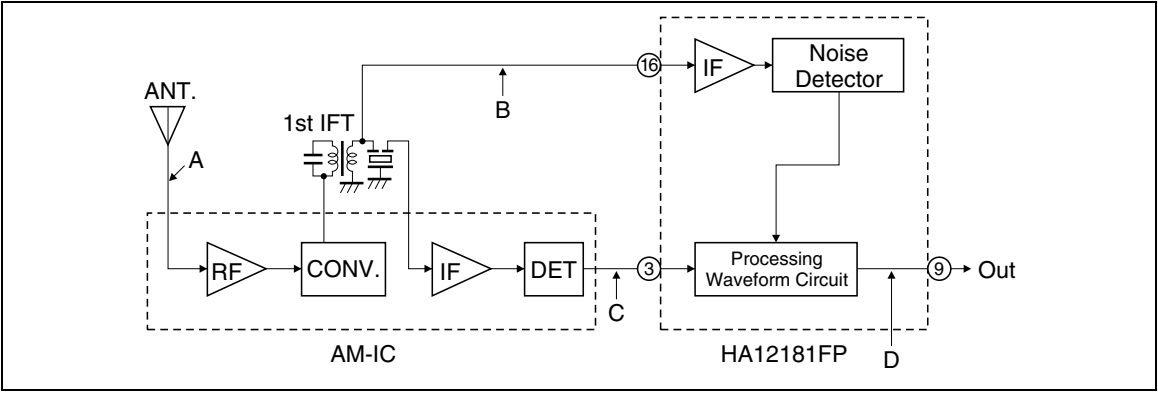 ANT.
A
1st IFT
B
16
IF
Noise
Detector
RF
CONV.
IF
DET
C
3
Processing
Waveform Circuit
9
Out
D
AM-IC
HA12181FP